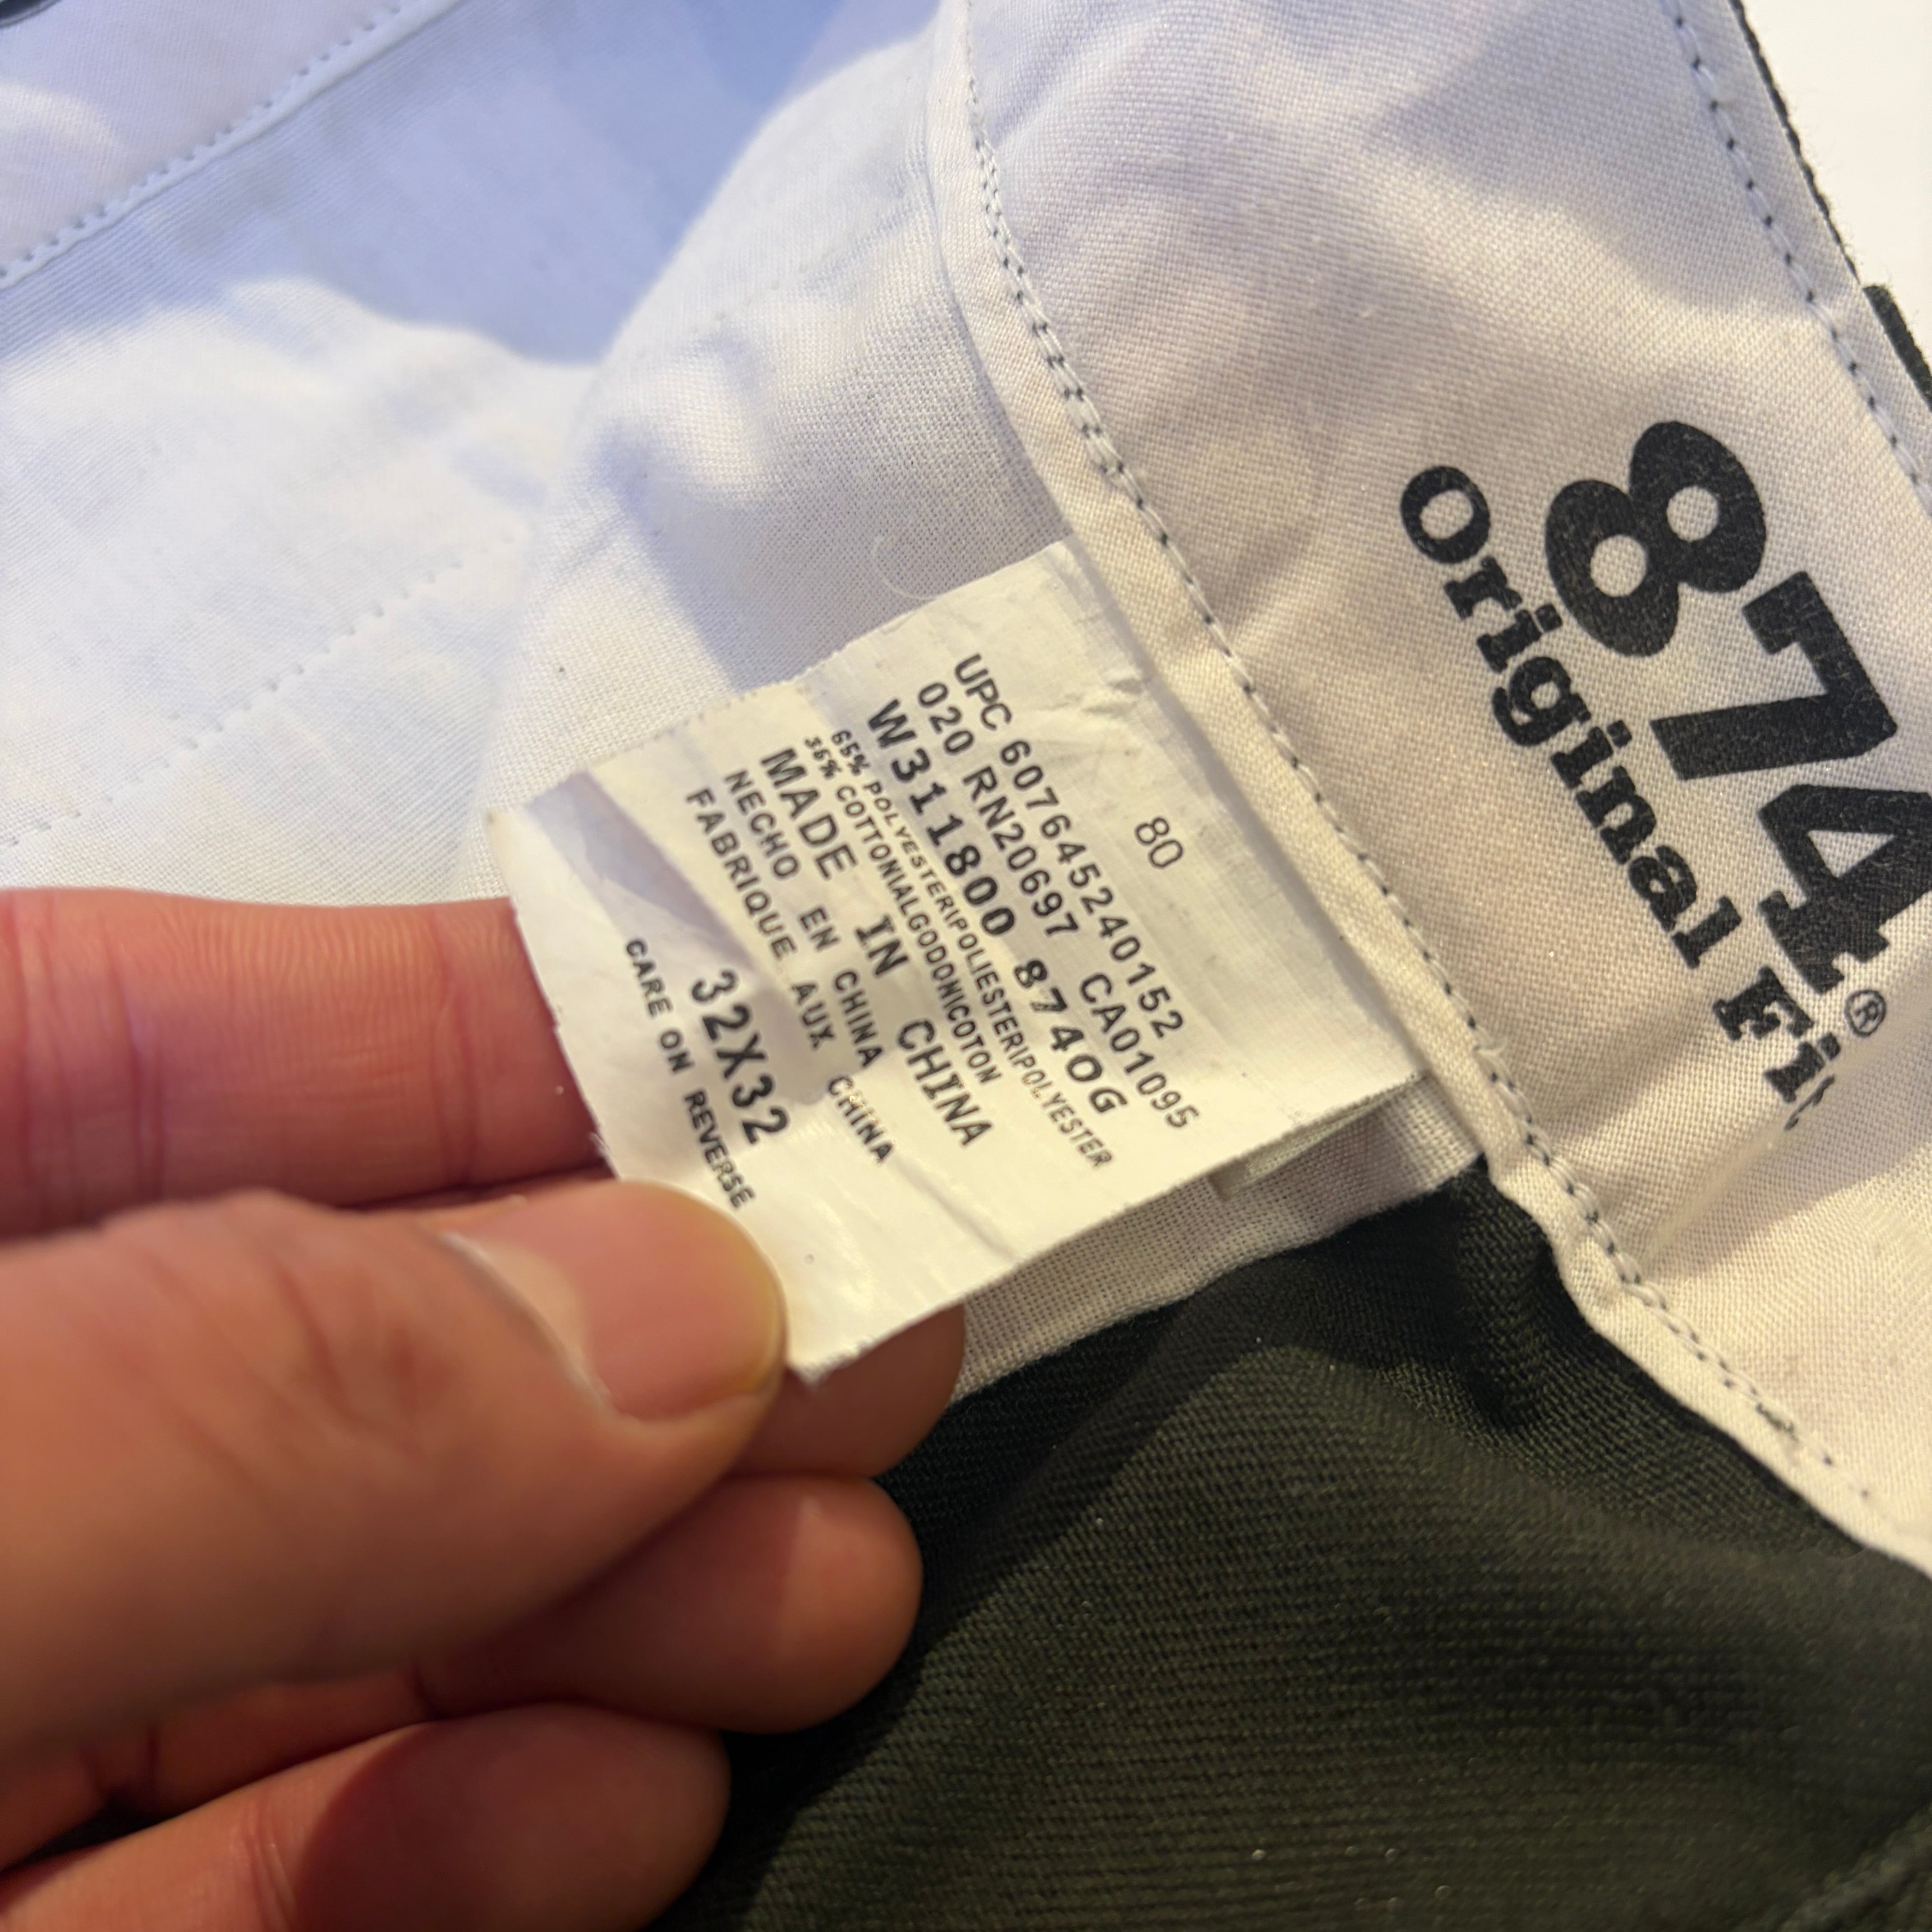 80
UPC 607645240152
020 RN20697 CA01095
W311800 874OG
65% POLYESTER|POLIESTER|POLYESTER
35% COTTON|ALGODON|COTON
MADE IN CHINA
NECHO EN CHINA
FABRIQUE AUX CHINA
32X32
CARE ON REVERSE
874®
Original Fit